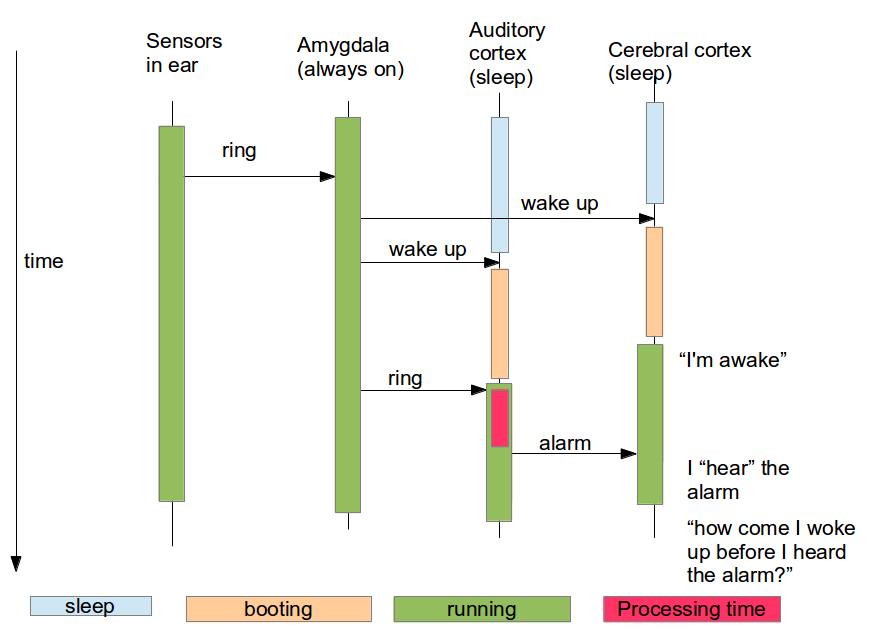 Sensors
in ear
Amygdala
(always on)
Auditory
cortex
(sleep)
Cerebral cortex
(sleep)
ring
wake up
wake up
time
ring
"I'm awake"
alarm
I “hear” the
alarm
“how come I woke
up before I heard
the alarm?”
sleep
booting
running
Processing time